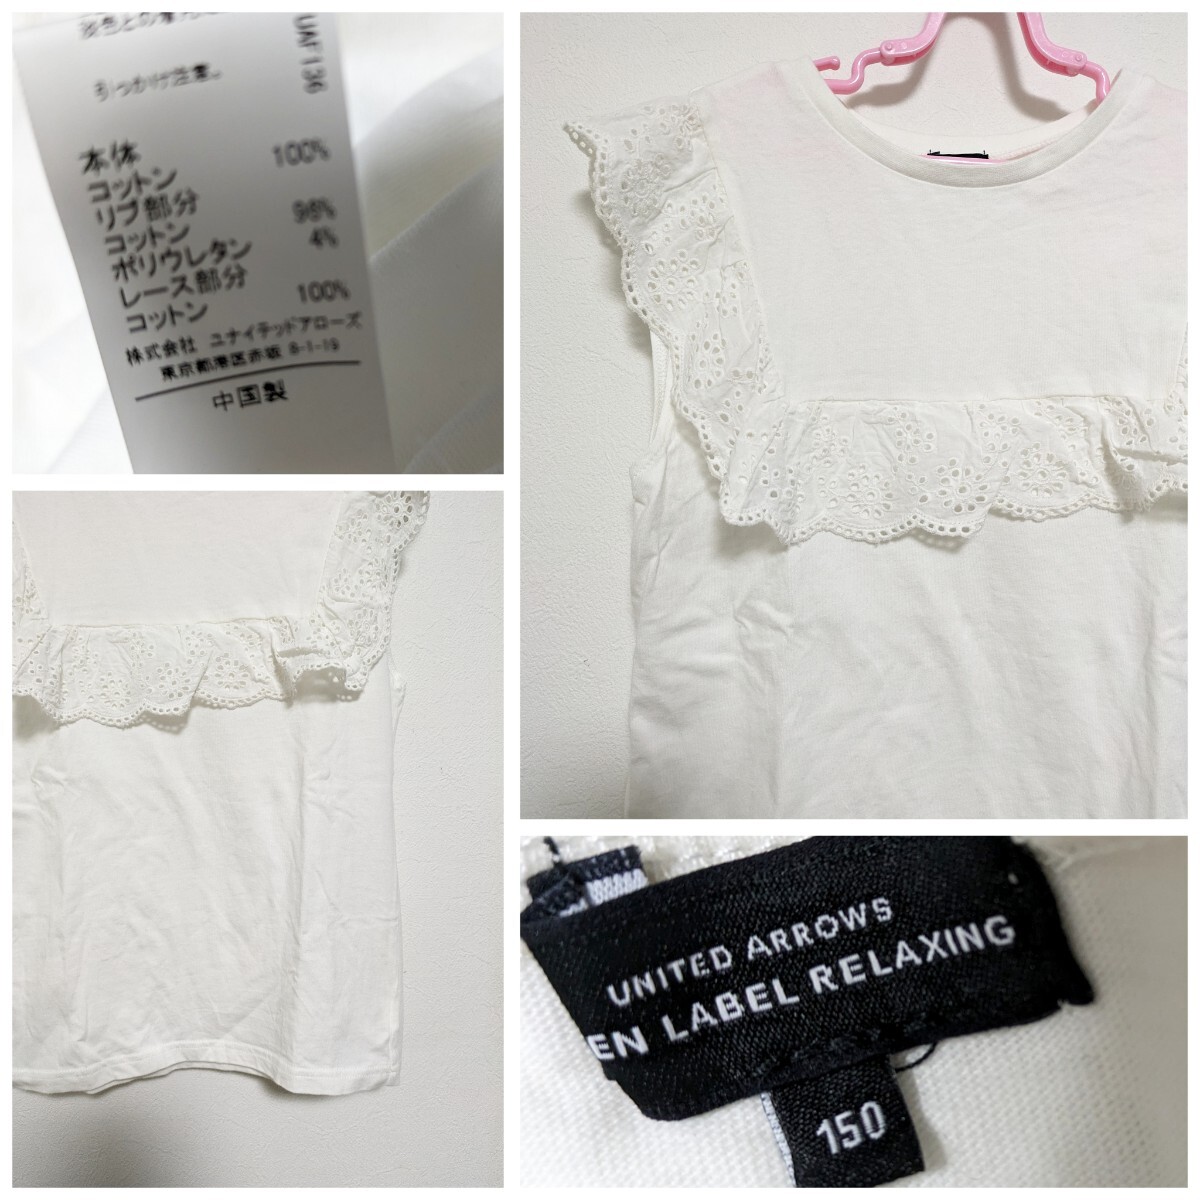 UAF136
引っかけ注意。
本体
コットン 100%
リブ部分
コットン 96%
ポリウレタン 4%
レース部分
コットン 100%
株式会社 ユナイテッドアローズ
東京都港区赤坂 8-1-19
中国製
UNITED ARROWS
EN LABEL RELAXING
150